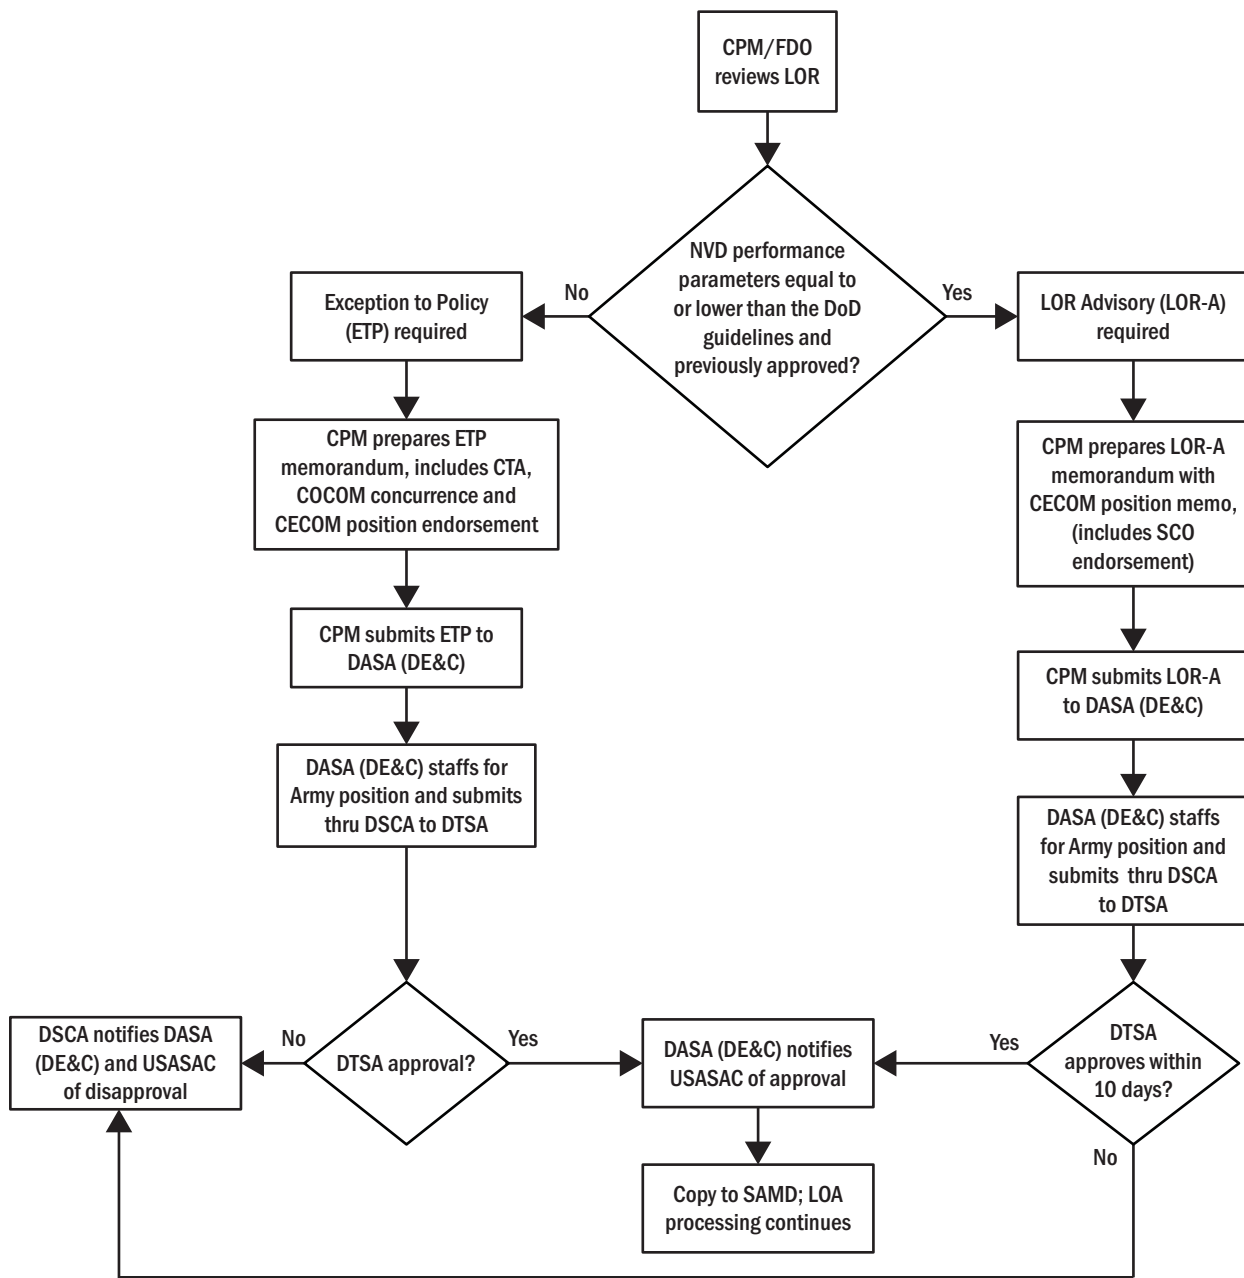 CPM/FDO
reviews LOR
NVD performance
parameters equal to
or lower than the DoD
guidelines and
previously approved?
No
Yes
Exception to Policy
(ETP) required
LOR Advisory (LOR-A)
required
CPM prepares ETP
memorandum, includes CTA,
COCOM concurrence and
CECOM position endorsement
CPM prepares LOR-A
memorandum with
CECOM position memo,
(includes SCO
endorsement)
CPM submits ETP to
DASA (DE&C)
CPM submits LOR-A
to DASA (DE&C)
DASA (DE&C) staffs for
Army position and submits
thru DSCA to DTSA
DASA (DE&C) staffs
for Army position and
submits thru DSCA
to DTSA
DSCA notifies DASA
(DE&C) and USASAC
of disapproval
No
DTSA approval?
Yes
DASA (DE&C) notifies
USASAC of approval
Yes
DTSA
approves within
10 days?
No
Copy to SAMD; LOA
processing continues